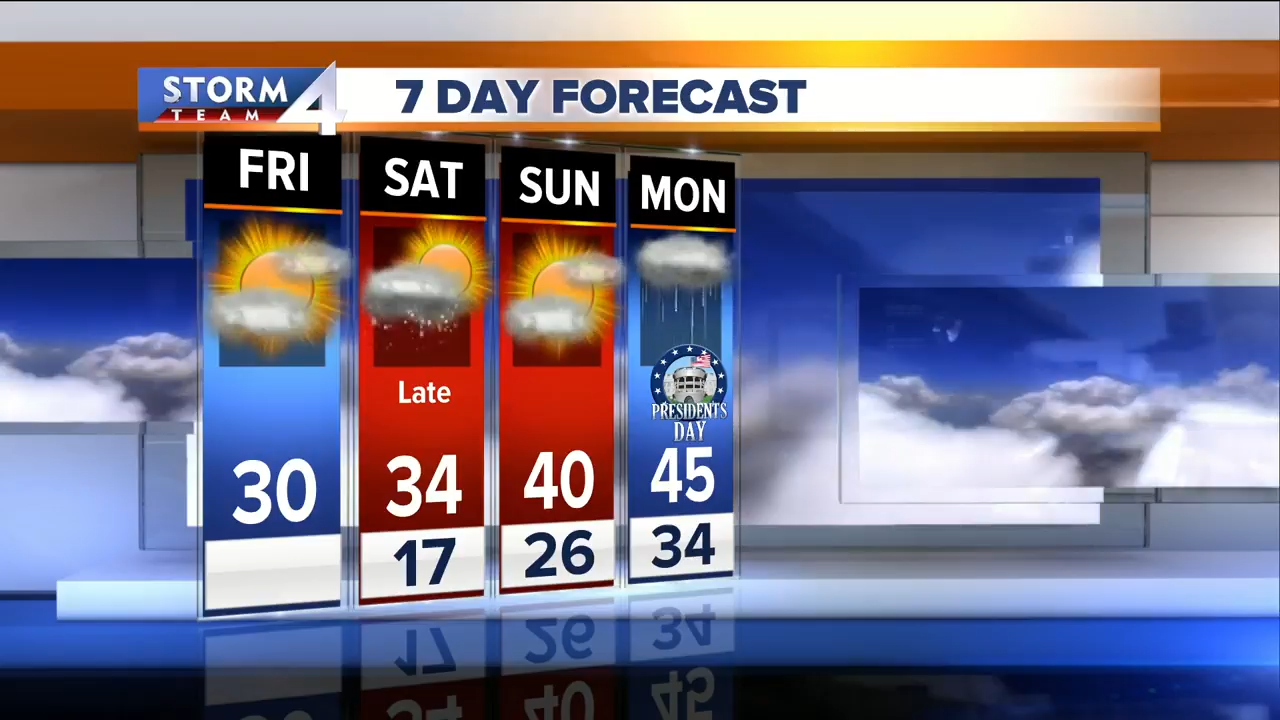 STORM
TEAM 4
7 DAY FORECAST
FRI
30
SAT
Late
34
17
SUN
40
26
MON
PRESIDENTS
DAY
45
34